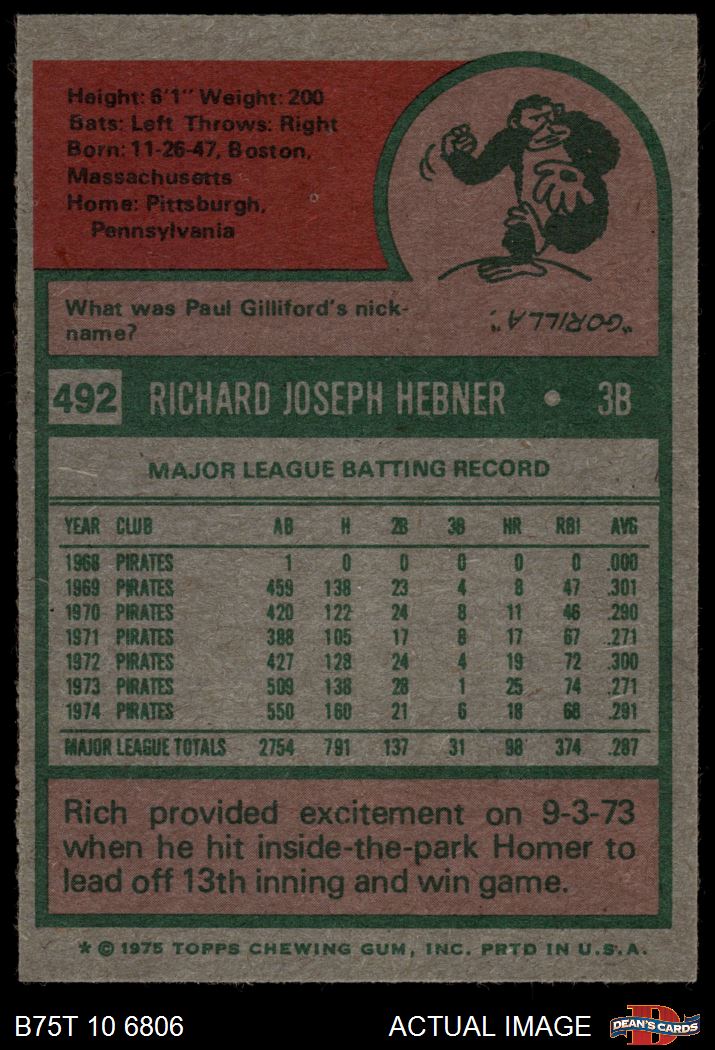 Height: 6'1" Weight: 200
Bats: Left Throws: Right
Born: 11-26-47, Boston,
Massachusetts
Home: Pittsburgh,
Pennsylvania
What was Paul Gilliford's nick-
name?
"GORILLA".
492 RICHARD JOSEPH HEBNER • 3B
MAJOR LEAGUE BATTING RECORD
YEAR CLUB AB H 2B 3B HR RBI AVG
1968 PIRATES 1 0 0 0 0 0 .000
1969 PIRATES 459 138 23 4 8 47 .301
1970 PIRATES 420 122 24 8 11 46 .290
1971 PIRATES 388 105 17 8 17 67 .271
1972 PIRATES 427 128 24 4 19 72 .300
1973 PIRATES 509 138 28 1 25 74 .271
1974 PIRATES 550 160 21 6 18 68 .291
MAJOR LEAGUE TOTALS 2754 791 137 31 98 374 .287
Rich provided excitement on 9-3-73
when he hit inside-the-park Homer to
lead off 13th inning and win game.
* © 1975 TOPPS CHEWING GUM, INC. PRTD IN U.S.A.
B75T 10 6806 ACTUAL IMAGE
D
DEAN'S CARDS